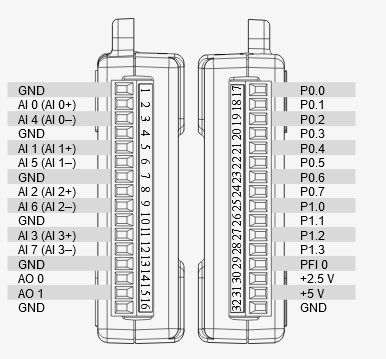 GND 1
AI 0 (AI 0+) 2
AI 4 (AI 0–) 3
GND 4
AI 1 (AI 1+) 5
AI 5 (AI 1–) 6
GND 7
AI 2 (AI 2+) 8
AI 6 (AI 2–) 9
GND 10
AI 3 (AI 3+) 11
AI 7 (AI 3–) 12
GND 13
AO 0 14
AO 1 15
GND 16
17 P0.0
18 P0.1
19 P0.2
20 P0.3
21 P0.4
22 P0.5
23 P0.6
24 P0.7
25 P1.0
26 P1.1
27 P1.2
28 P1.3
29 PFI 0
30 +2.5 V
31 +5 V
32 GND